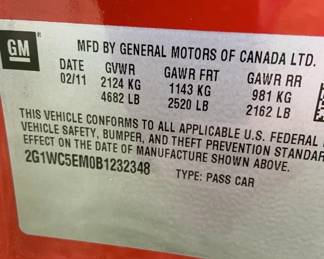 GM
MFD BY GENERAL MOTORS OF CANADA LTD.
DATE GVWR GAWR FRT GAWR RR
02/11 2124 KG 1143 KG 981 KG
4682 LB 2520 LB 2162 LB
THIS VEHICLE CONFORMS TO ALL APPLICABLE U.S. FEDERAL
VEHICLE SAFETY, BUMPER, AND THEFT PREVENTION STANDAR
EFFECT ON THE DATE OF MANUFACTURE SHOWN ABOVE.
2G1WC5EM0B1232348 TYPE: PASS CAR